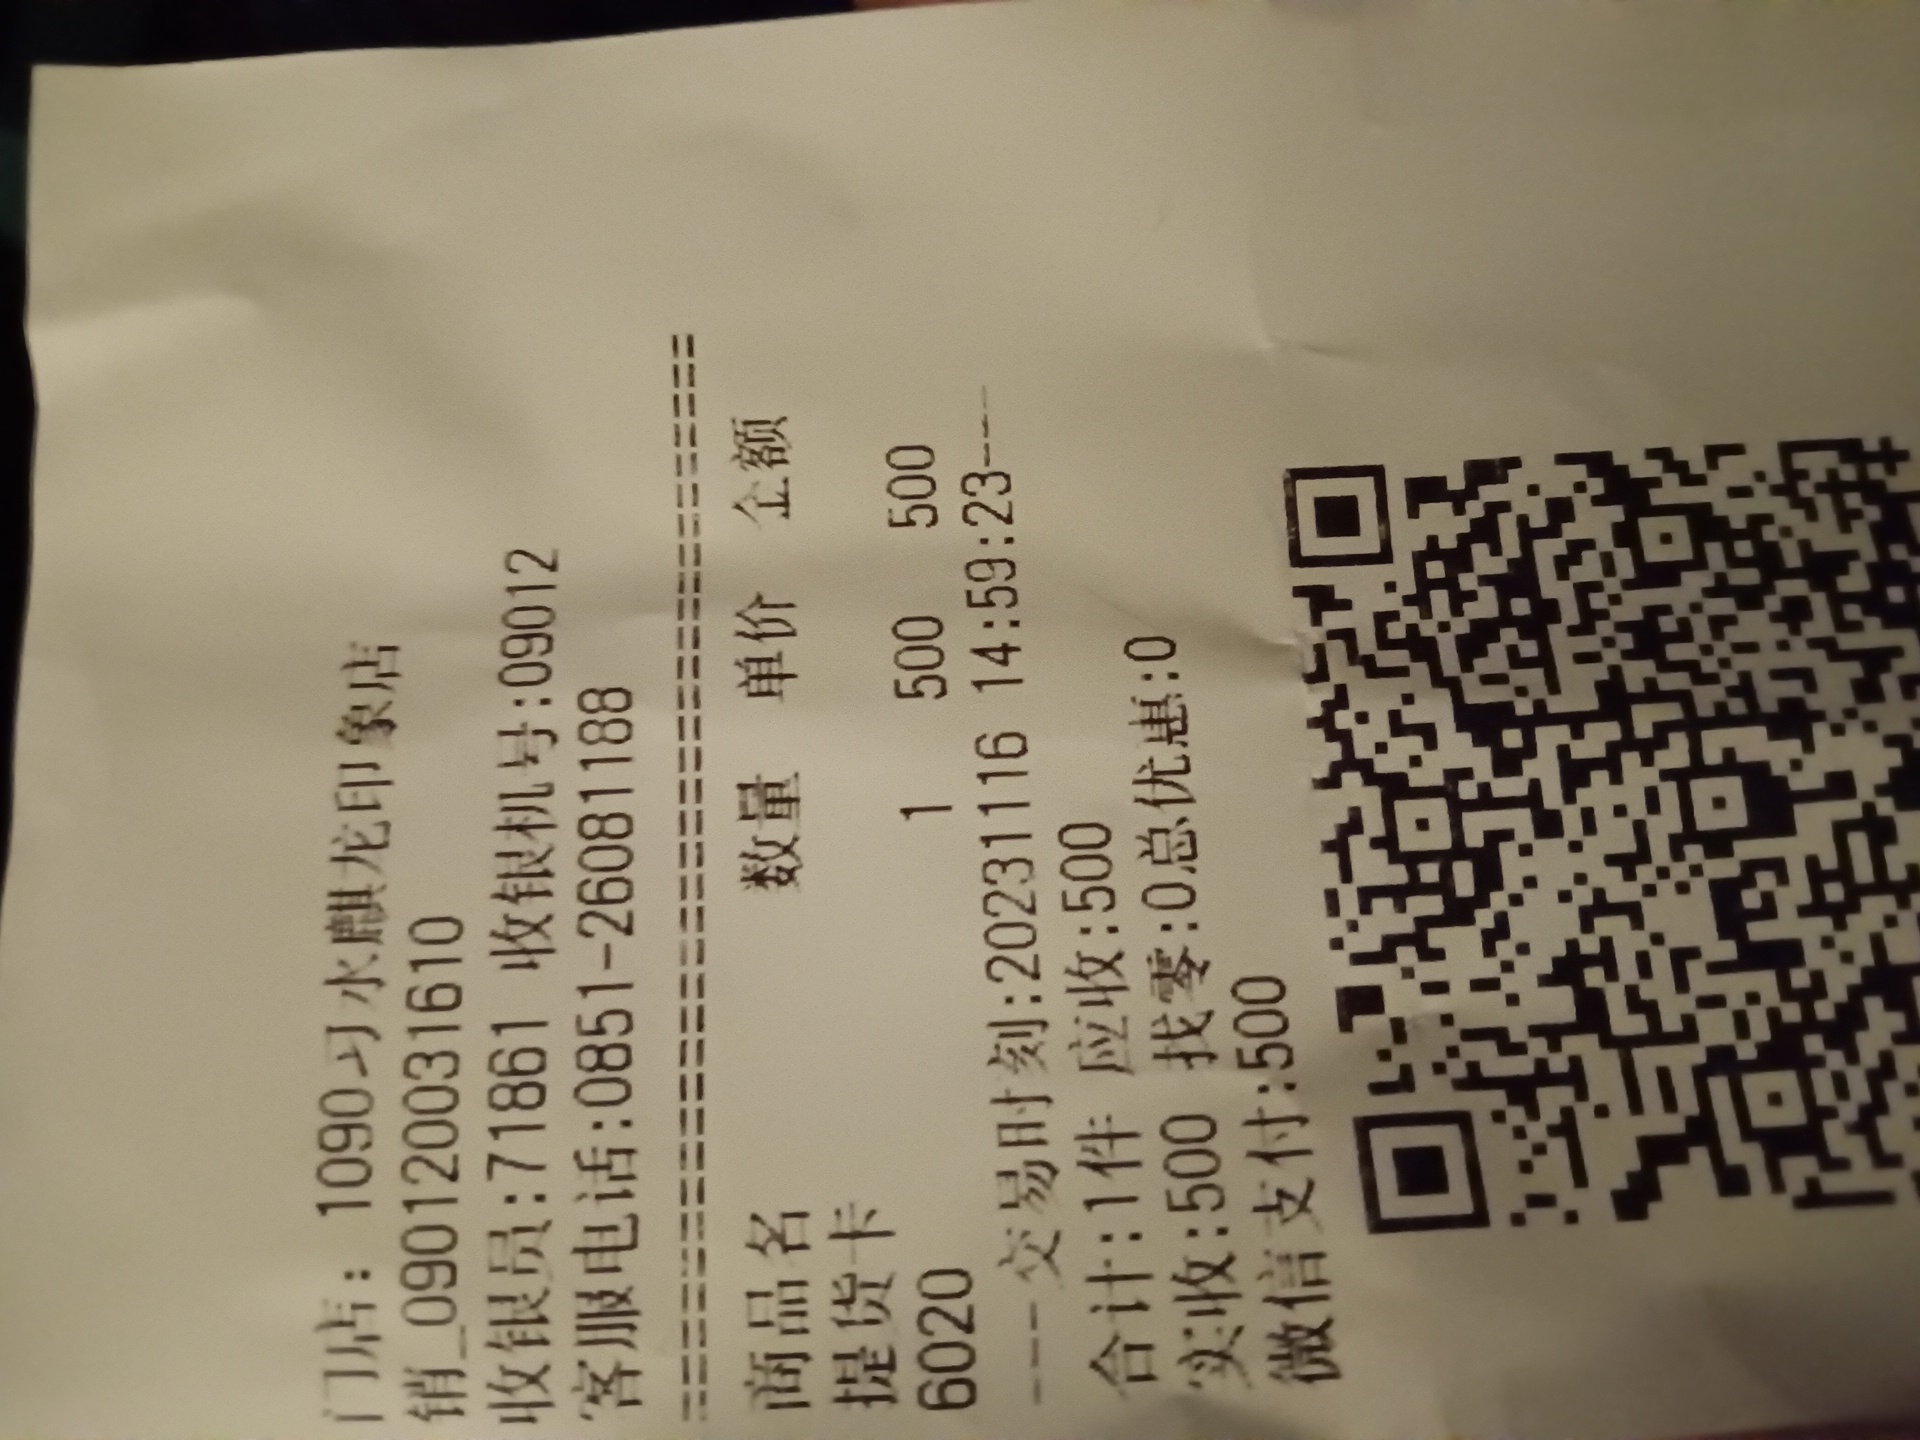 门店: 1090习水麒龙印象店
销_090120031610
收银员:71861 收银机号:09012
客服电话:0851-26081188
================================
商品名 数量 单价 金额
提货卡
6020 1 500 500
----交易时刻:20231116 14:59:23----
合计:1件 应收:500
实收:500 找零:0总优惠:0
微信支付:500